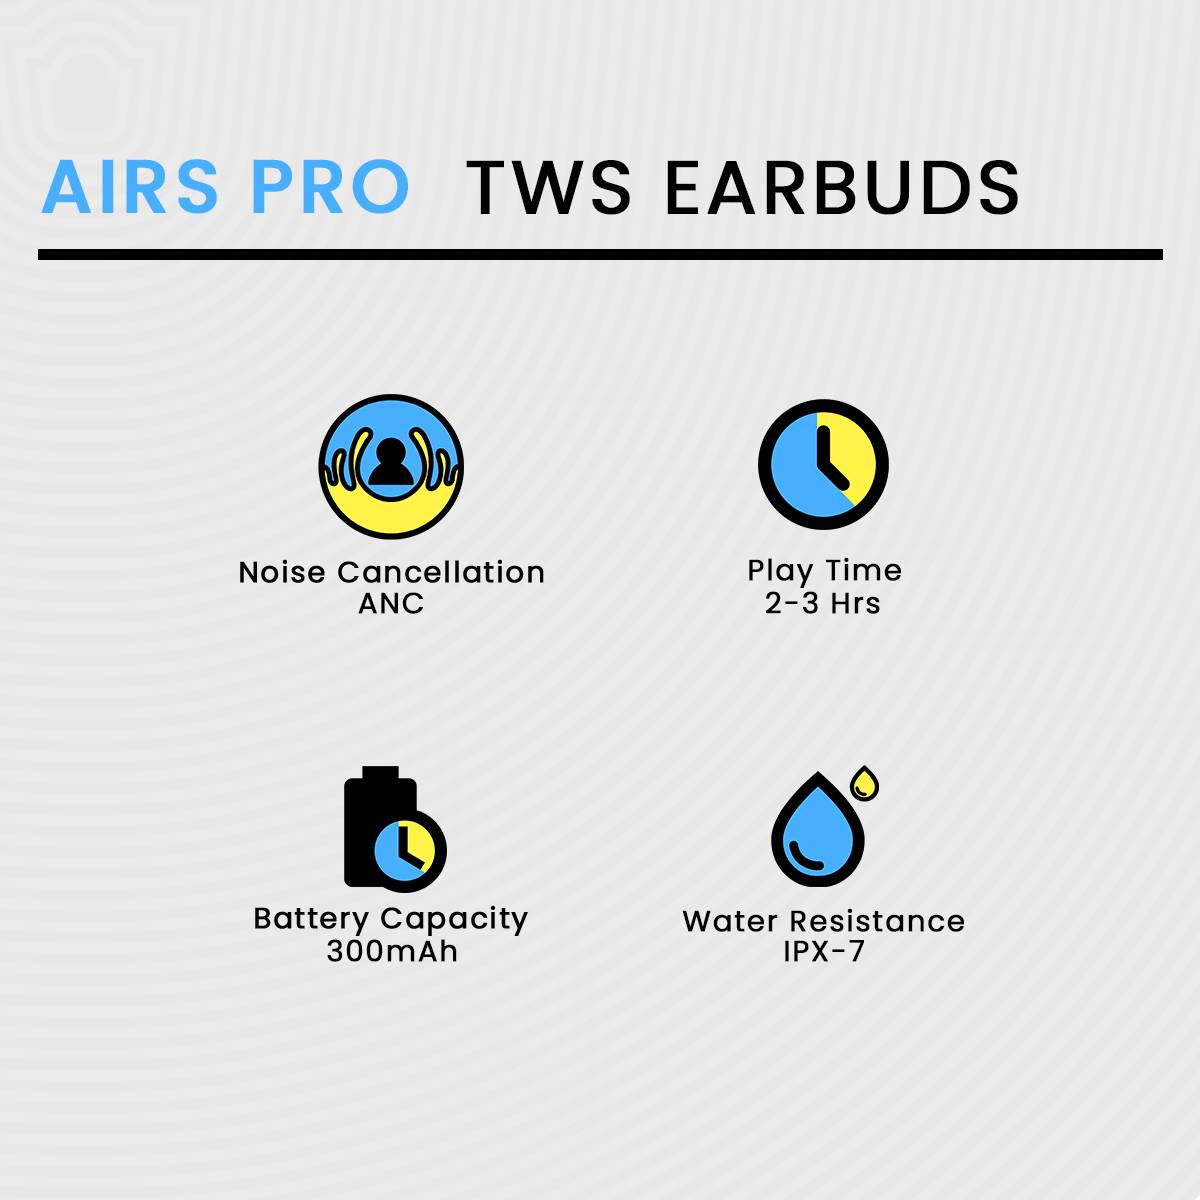 AIRS PRO TWS EARBUDS
Noise Cancellation
ANC
Play Time
2-3 Hrs
Battery Capacity
300mAh
Water Resistance
IPX-7